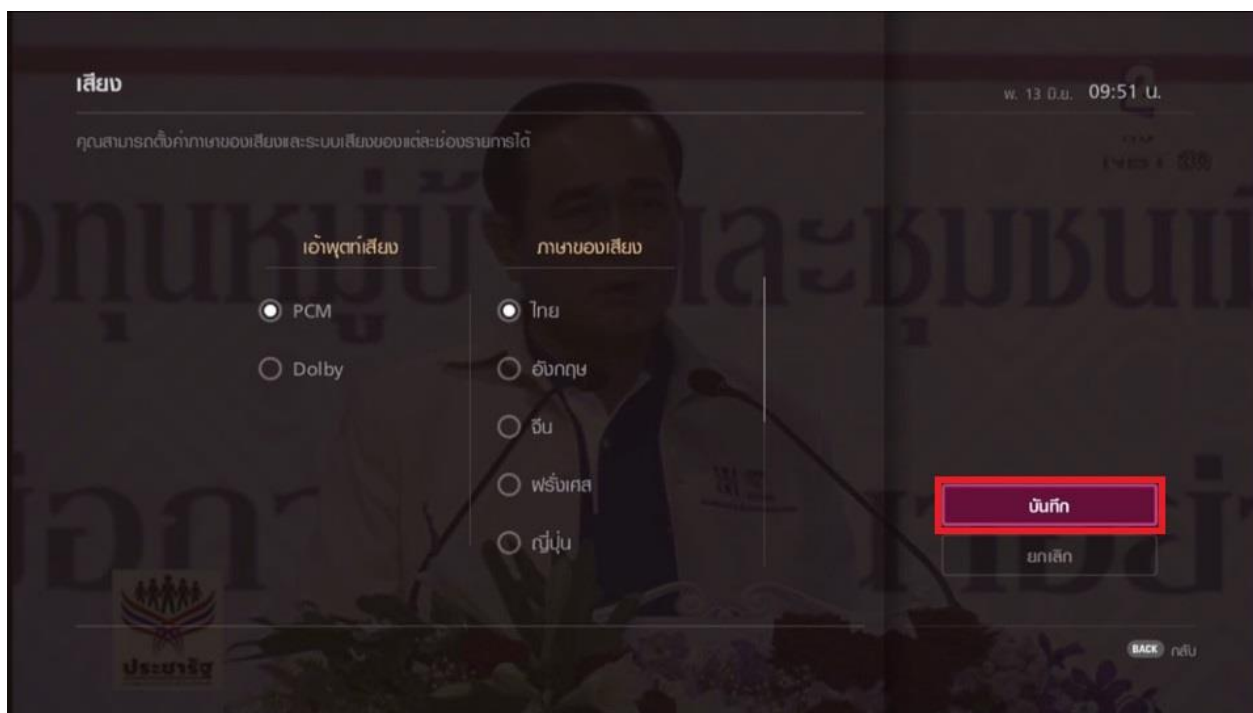 เสียง
พ. 13 มิ.ย. 09:51 น.
คุณสามารถตั้งค่าภาษาของเสียงและระบบเสียงของแต่ละช่องรายการได้
เอ้าพุตท์เสียง ภาษาของเสียง
PCM ไทย
Dolby อังกฤษ
จีน
ฝรั่งเศส
ญี่ปุ่น
บันทึก
ยกเลิก
BACK กลับ
ประชารัฐ